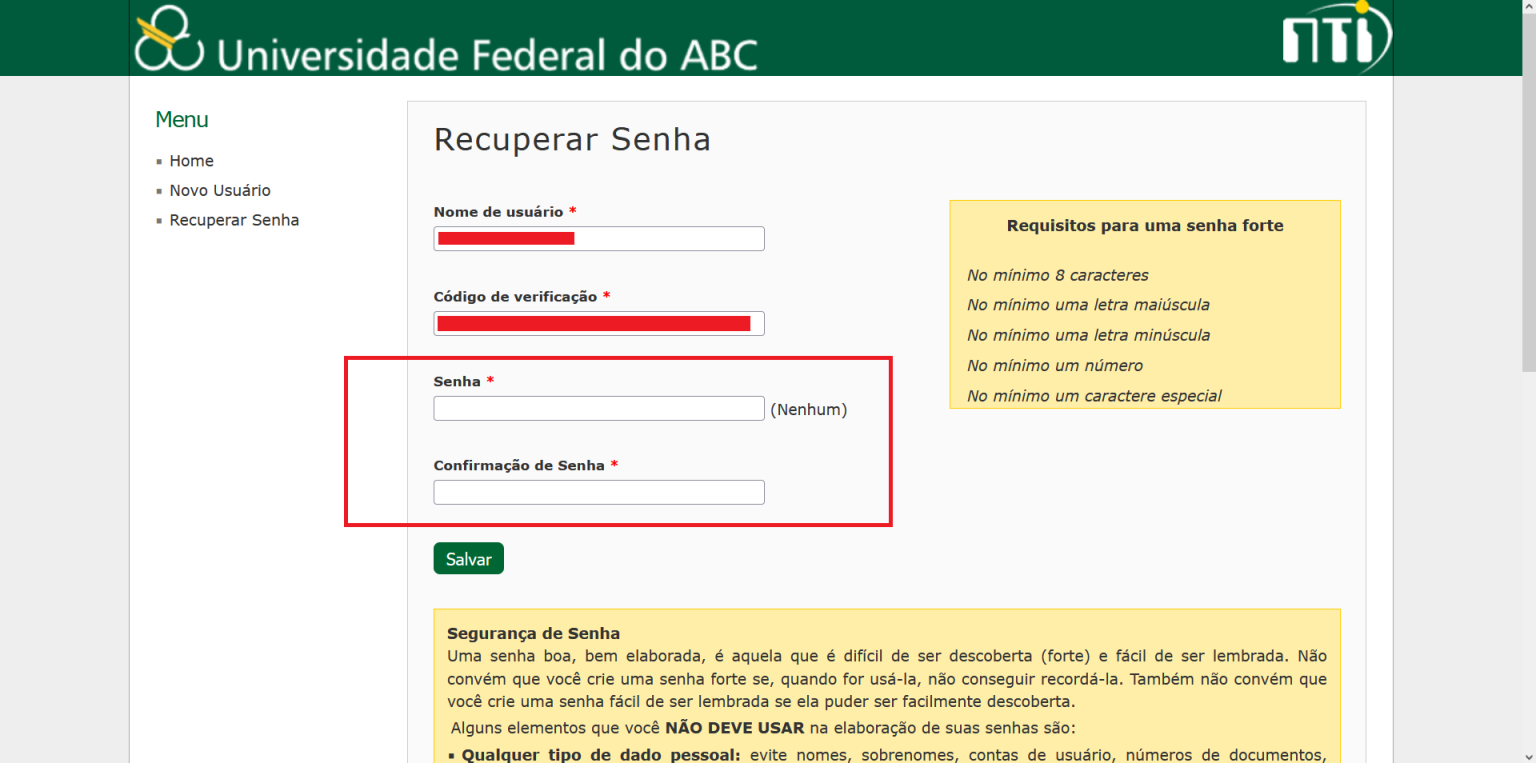 Universidade Federal do ABC
nTi
Menu
Home
Novo Usuário
Recuperar Senha
Recuperar Senha
Nome de usuário *
Código de verificação *
Senha *
(Nenhum)
Confirmação de Senha *
Salvar
Requisitos para uma senha forte
No mínimo 8 caracteres
No mínimo uma letra maiúscula
No mínimo uma letra minúscula
No mínimo um número
No mínimo um caractere especial
Segurança de Senha
Uma senha boa, bem elaborada, é aquela que é difícil de ser descoberta (forte) e fácil de ser lembrada. Não
convém que você crie uma senha forte se, quando for usá-la, não conseguir recordá-la. Também não convém que
você crie uma senha fácil de ser lembrada se ela puder ser facilmente descoberta.
Alguns elementos que você NÃO DEVE USAR na elaboração de suas senhas são:
▪ Qualquer tipo de dado pessoal: evite nomes, sobrenomes, contas de usuário, números de documentos,